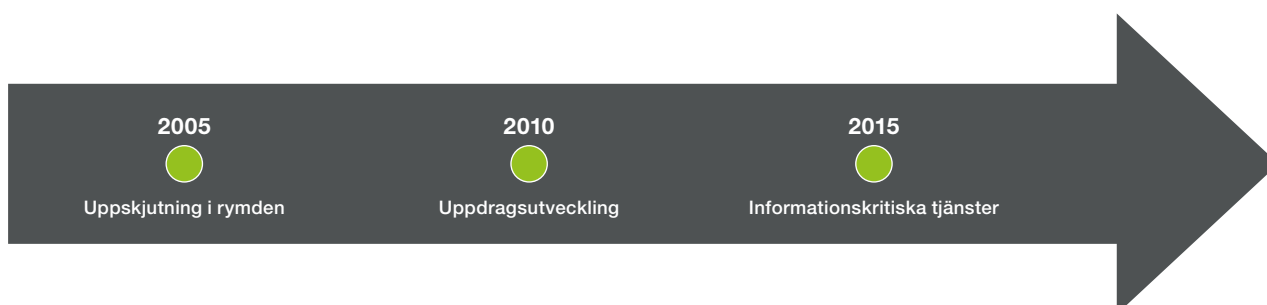 2005
Uppskjutning i rymden
2010
Uppdragsutveckling
2015
Informationskritiska tjänster